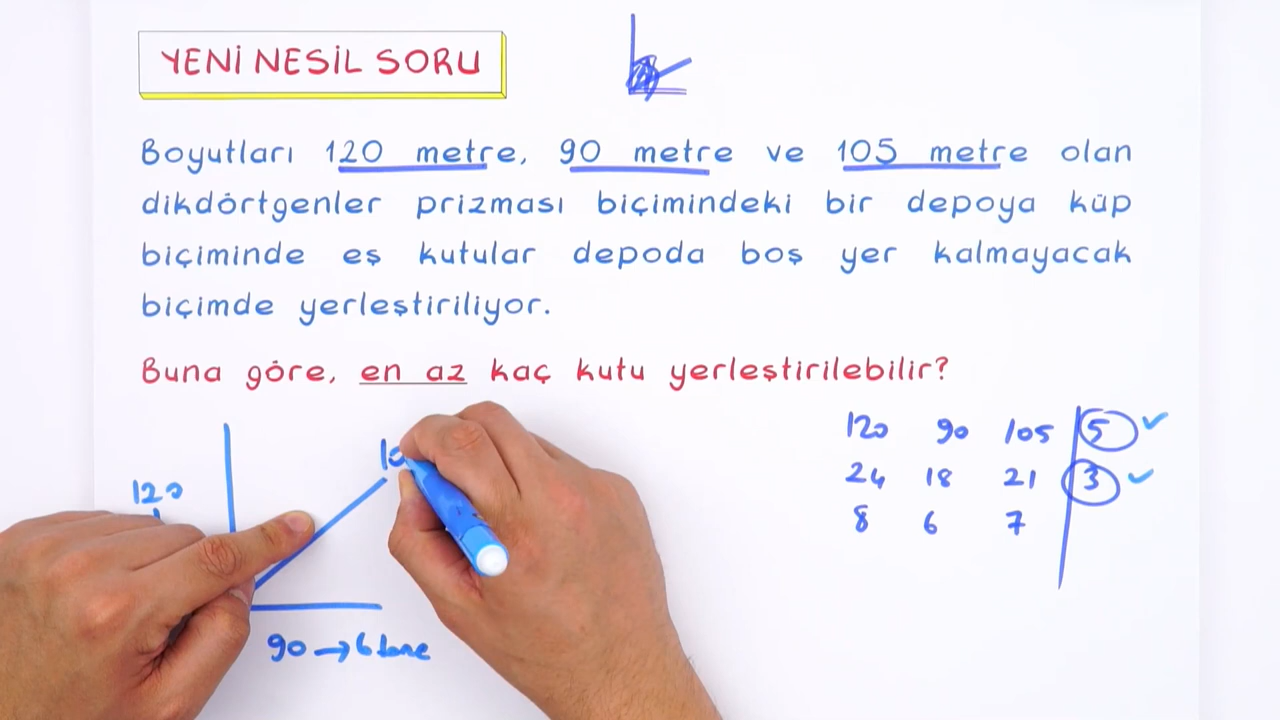 YENİ NESİL SORU
Boyutları 120 metre, 90 metre ve 105 metre olan
dikdörtgenler prizması biçimindeki bir depoya küp
biçiminde eş kutular depoda boş yer kalmayacak
biçimde yerleştiriliyor.
Buna göre, en az kaç kutu yerleştirilebilir?
120 90 105 5 ✓
24 18 21 3 ✓
8 6 7
120
90 → 6 tane